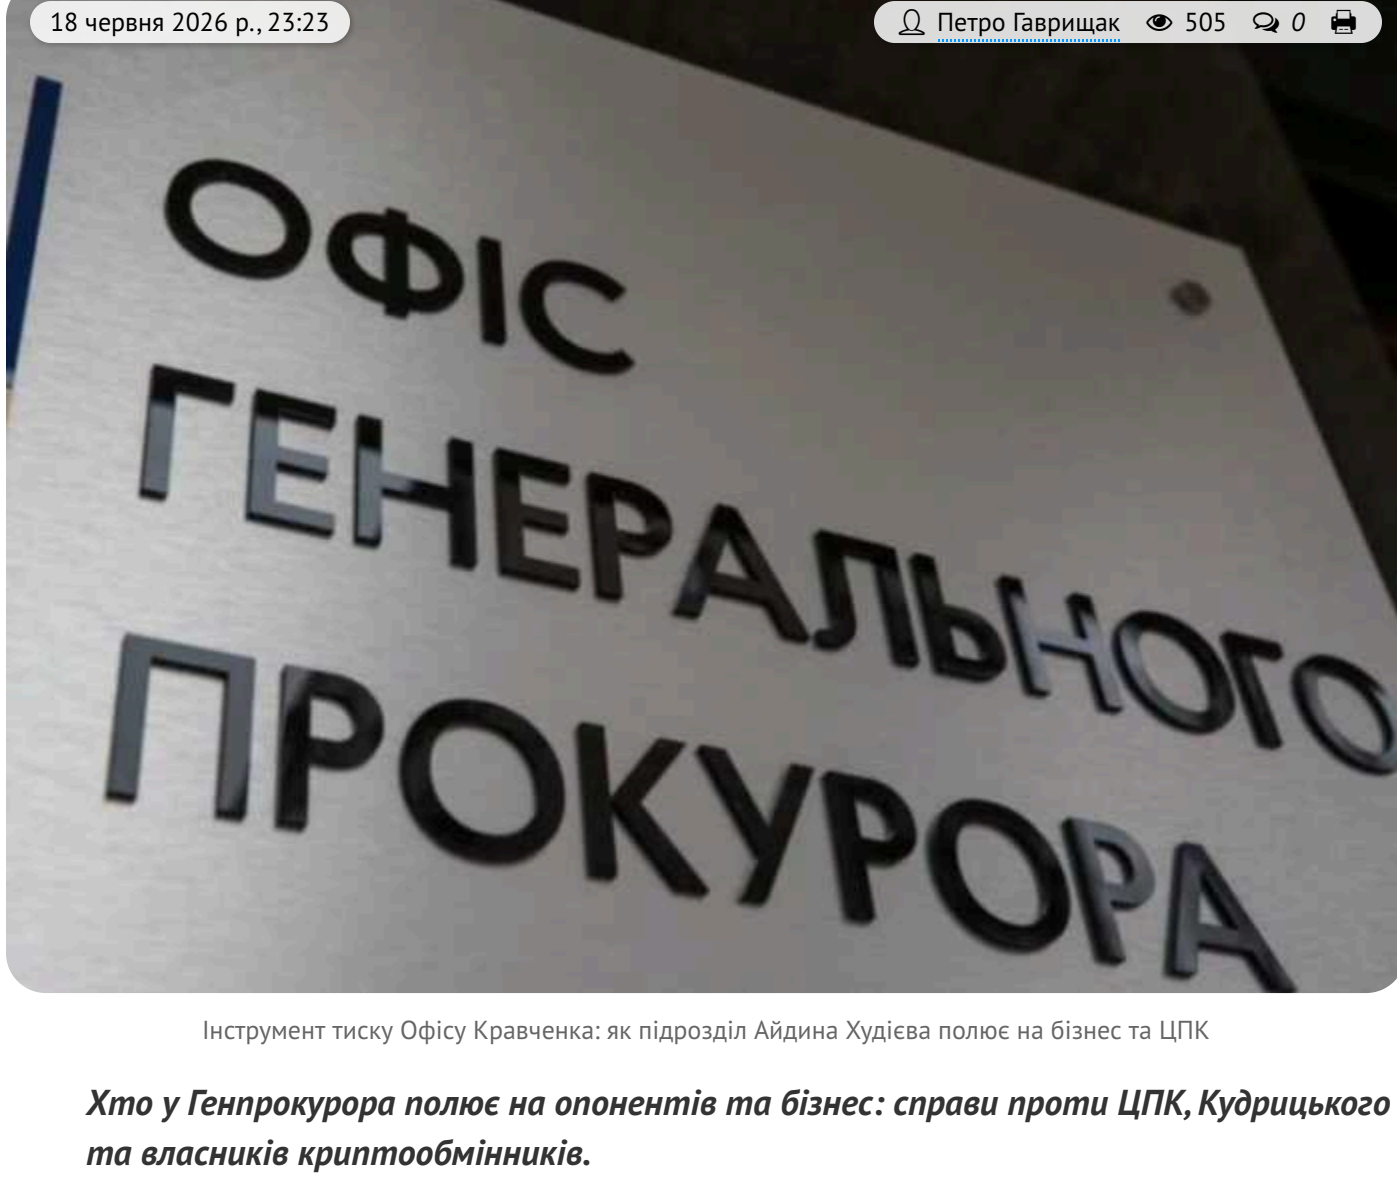 18 червня 2026 р., 23:23
Петро Гаврищак 505 0
ОФІС
ГЕНЕРАЛЬНОГО
ПРОКУРОРА
Інструмент тиску Офісу Кравченка: як підрозділ Айдина Худієва полює на бізнес та ЦПК
Хто у Генпрокурора полює на опонентів та бізнес: справи проти ЦПК, Кудрицького
та власників криптообмінників.